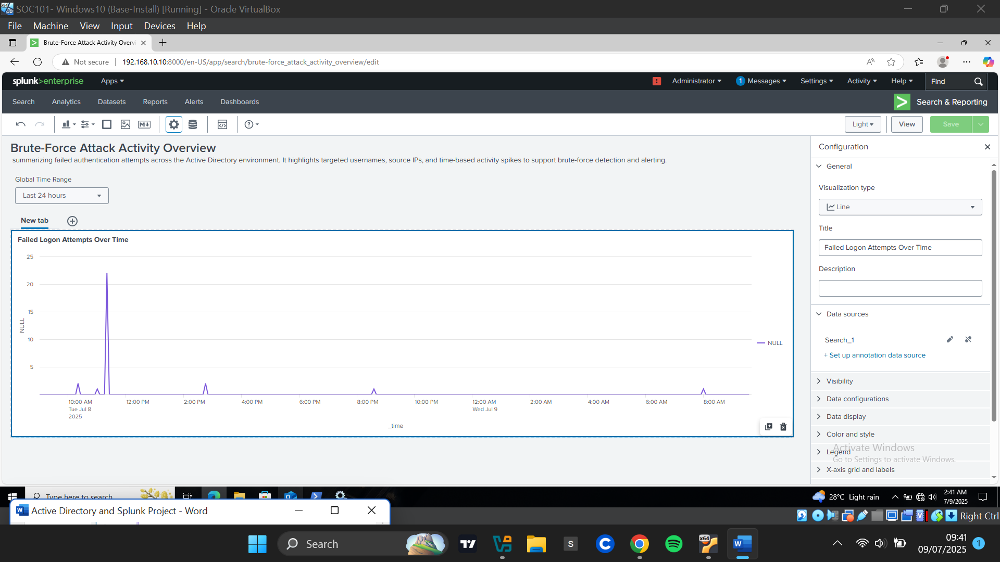 SOC101- Windows10 (Base-Install) [Running] - Oracle VirtualBox
File Machine View Input Devices Help
Brute-Force Attack Activity Overvi
Not secure 192.168.10.10:8000/en-US/app/search/brute-force_attack_activity_overview/edit
splunk>enterprise Apps Administrator 1 Messages Settings Activity Help Find
Search Analytics Datasets Reports Alerts Dashboards Search & Reporting
Light View Save
Brute-Force Attack Activity Overview
summarizing failed authentication attempts across the Active Directory environment. It highlights targeted usernames, source IPs, and time-based activity spikes to support brute-force detection and alerting.
Global Time Range
Last 24 hours
New tab
Failed Logon Attempts Over Time
25
20
15
10
5
NULL
NULL
10:00 AM 12:00 PM 2:00 PM 4:00 PM 6:00 PM 8:00 PM 10:00 PM 12:00 AM 2:00 AM 4:00 AM 6:00 AM 8:00 AM
Tue Jul 8 Wed Jul 9
2025
_time
Configuration
General
Visualization type
Line
Title
Failed Logon Attempts Over Time
Description
Data sources
Search_1
+ Set up annotation data source
Visibility
Data configurations
Data display
Color and style
Legend
X-axis grid and labels
Activate Windows
Go to Settings to activate Windows.
Type here to search
28°C Light rain 2:41 AM
7/9/2025
Active Directory and Splunk Project - Word
Right Ctrl
Search
09:41
09/07/2025
1